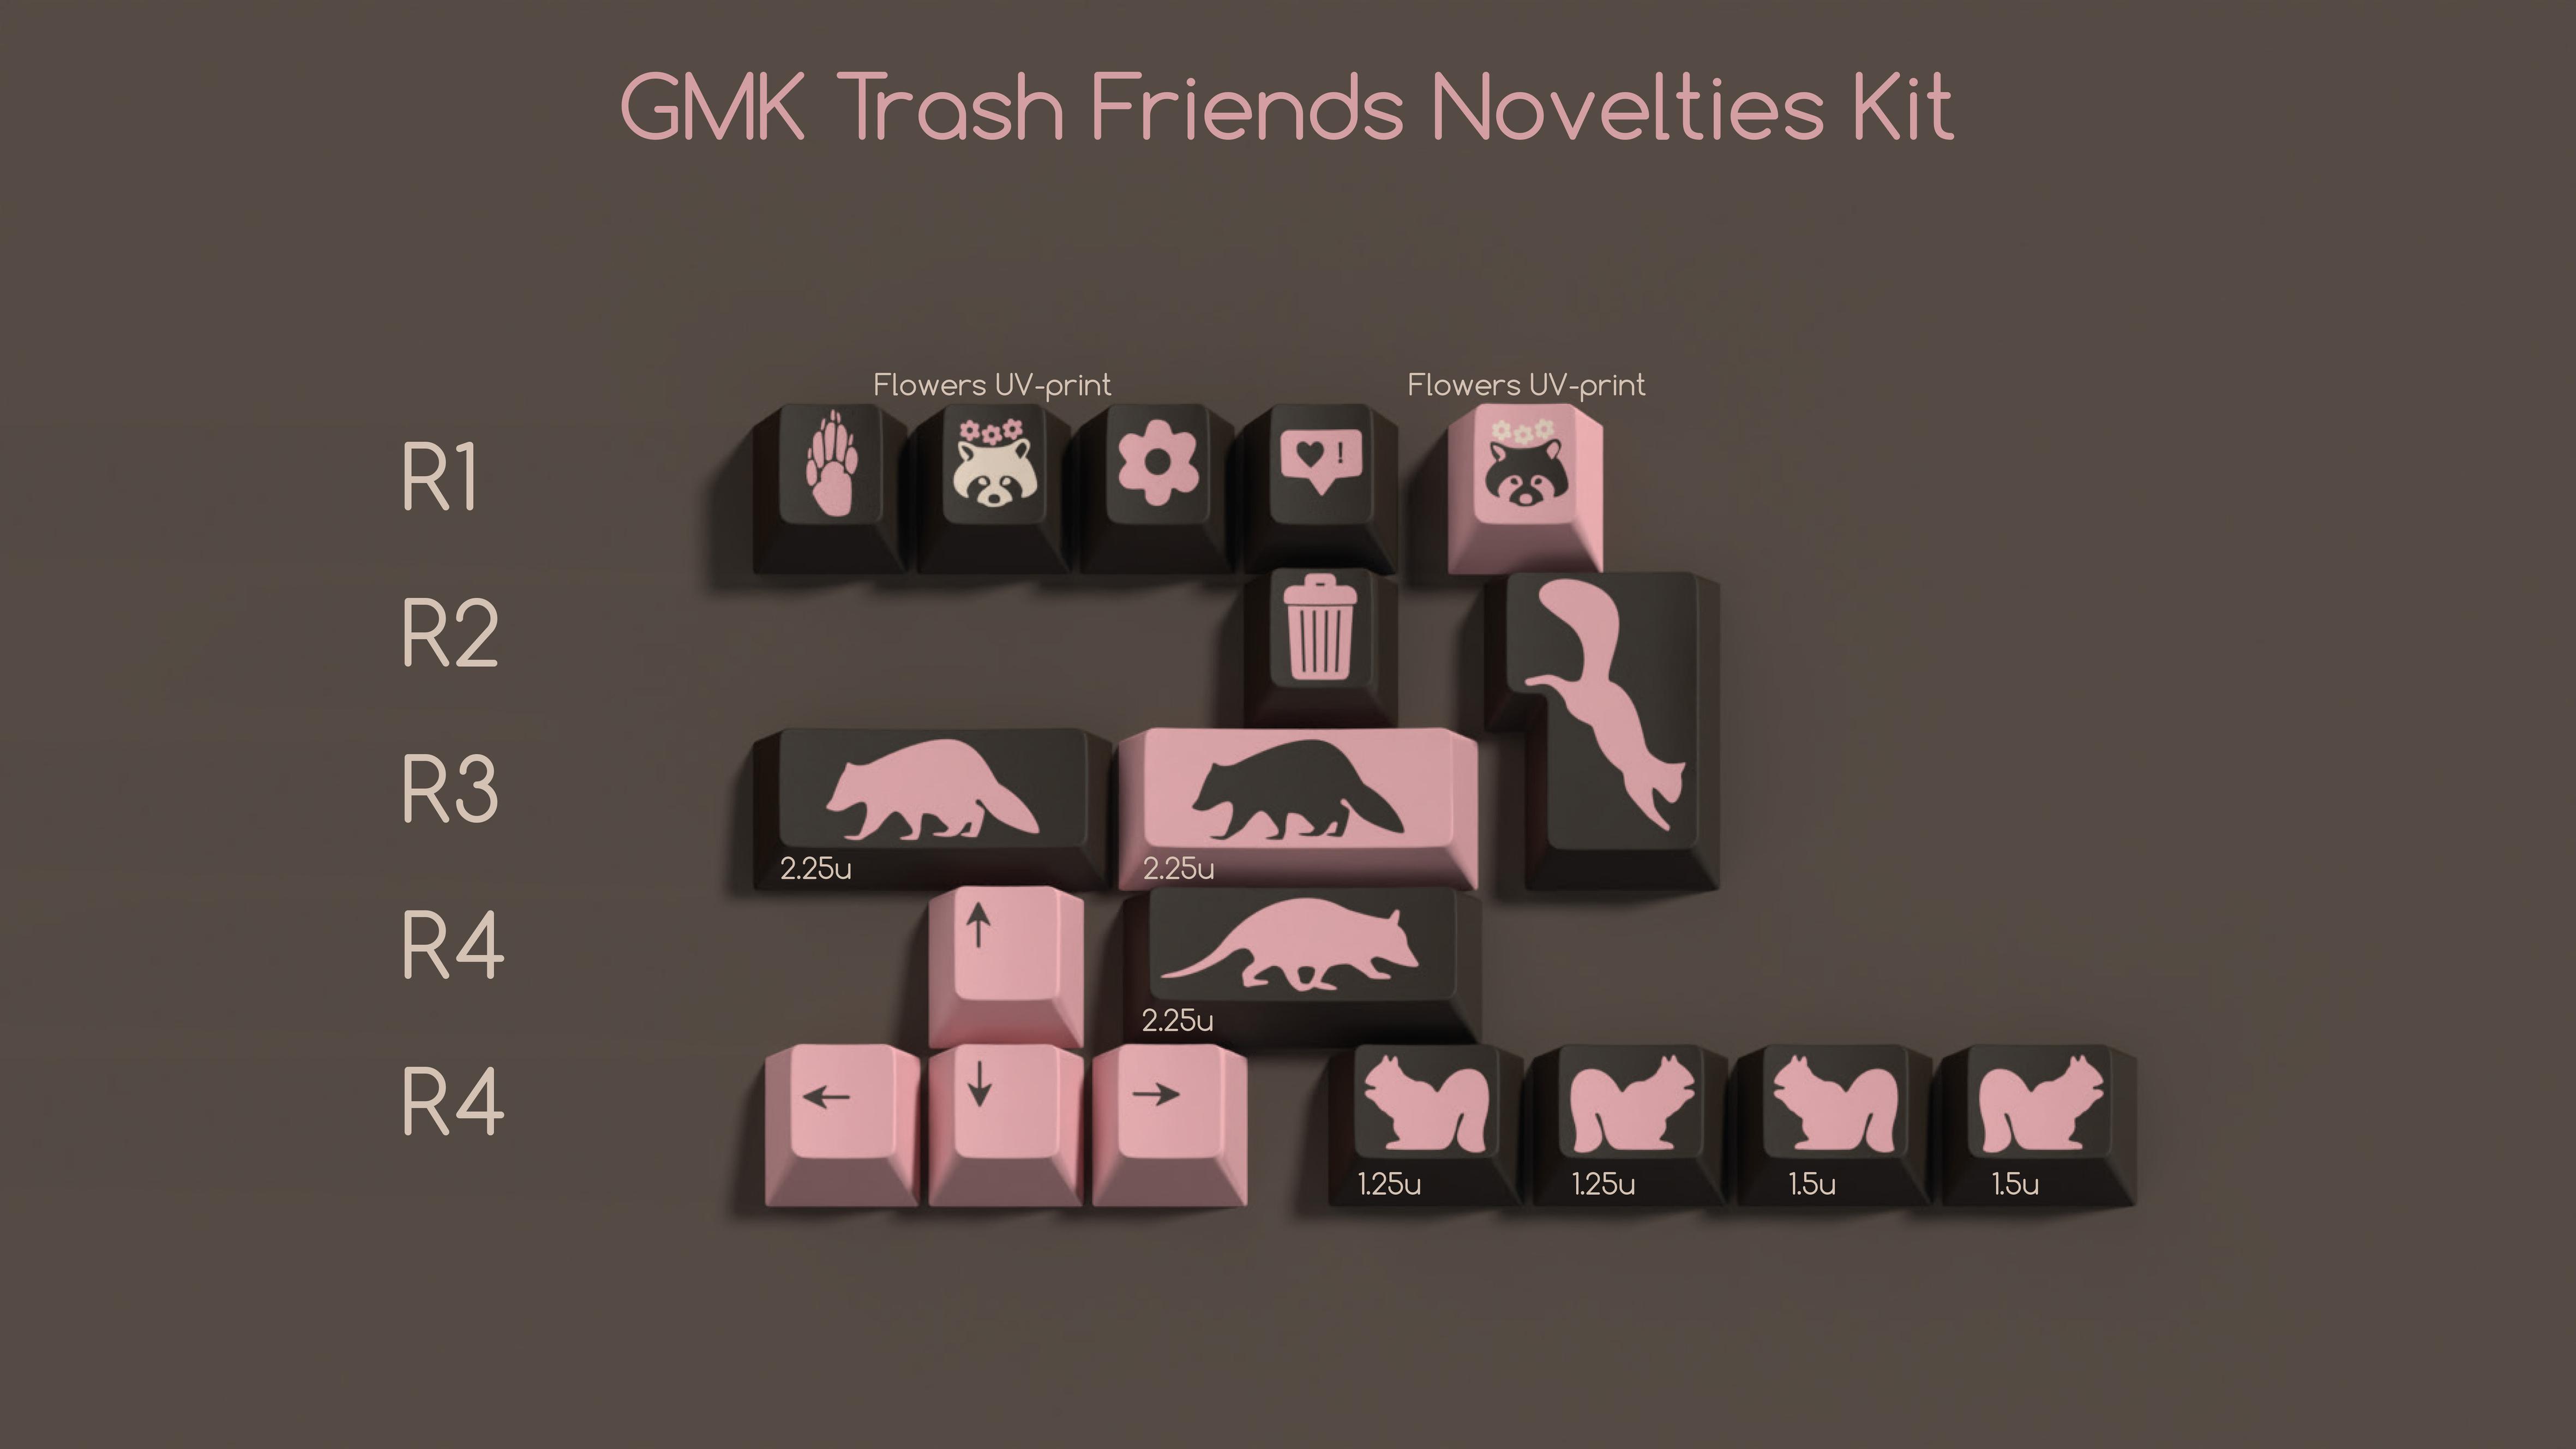 GMK Trash Friends Novelties Kit
Flowers UV-print
Flowers UV-print
R1
!
R2
R3
2.25u
2.25u
R4
↑
2.25u
R4
← ↓ →
1.25u
1.25u
1.5u
1.5u